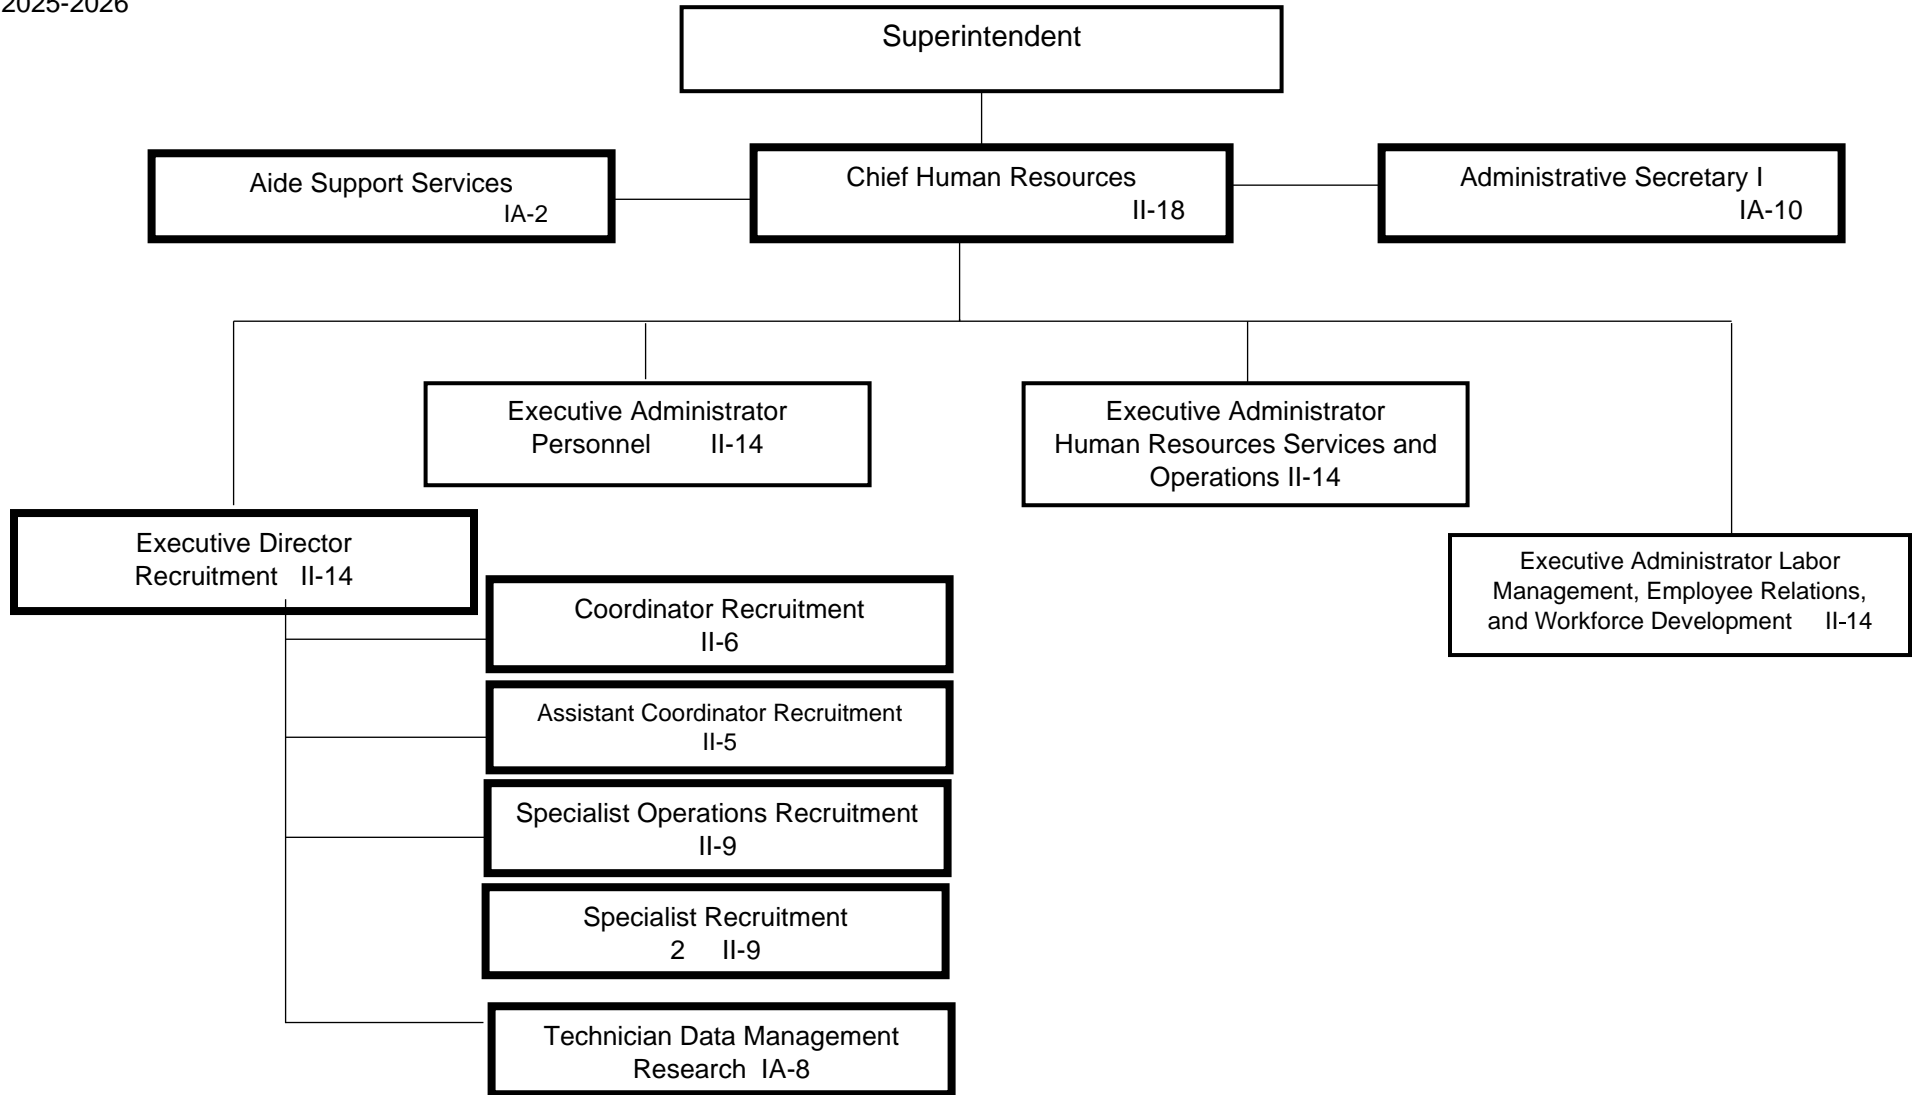 2025-2026
Superintendent
Aide Support Services
IA-2
Chief Human Resources
II-18
Administrative Secretary I
IA-10
Executive Administrator
Personnel II-14
Executive Administrator
Human Resources Services and
Operations II-14
Executive Director
Recruitment II-14
Executive Administrator Labor
Management, Employee Relations,
and Workforce Development II-14
Coordinator Recruitment
II-6
Assistant Coordinator Recruitment
II-5
Specialist Operations Recruitment
II-9
Specialist Recruitment
2 II-9
Technician Data Management
Research IA-8